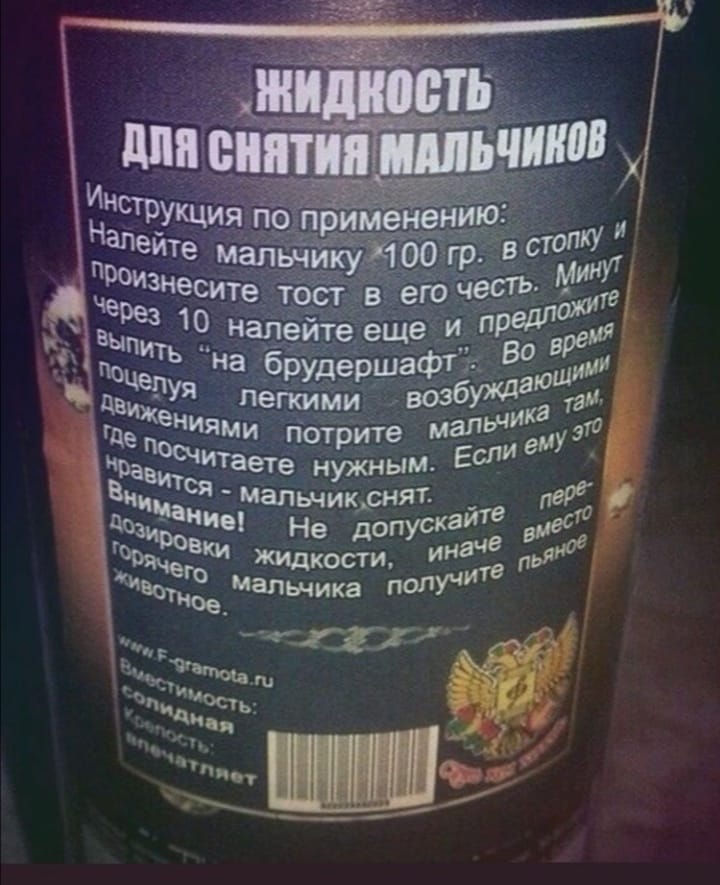 ЖИДКОСТЬ
ДЛЯ СНЯТИЯ МАЛЬЧИКОВ
Инструкция по применению:
Налейте мальчику 100 гр. в стопку и
произнесите тост в его честь. Минут
через 10 налейте еще и предложите
выпить "на брудершафт". Во время
поцелуя легкими возбуждающими
движениями потрите мальчика там,
где посчитаете нужным. Если ему это
нравится - мальчик снят.
Внимание! Не допускайте пере-
дозировки жидкости, иначе вместо
горячего мальчика получите пьяное
животное.
www.F-gramota.ru
Вместимость:
солидная
Крепость:
впечатляет